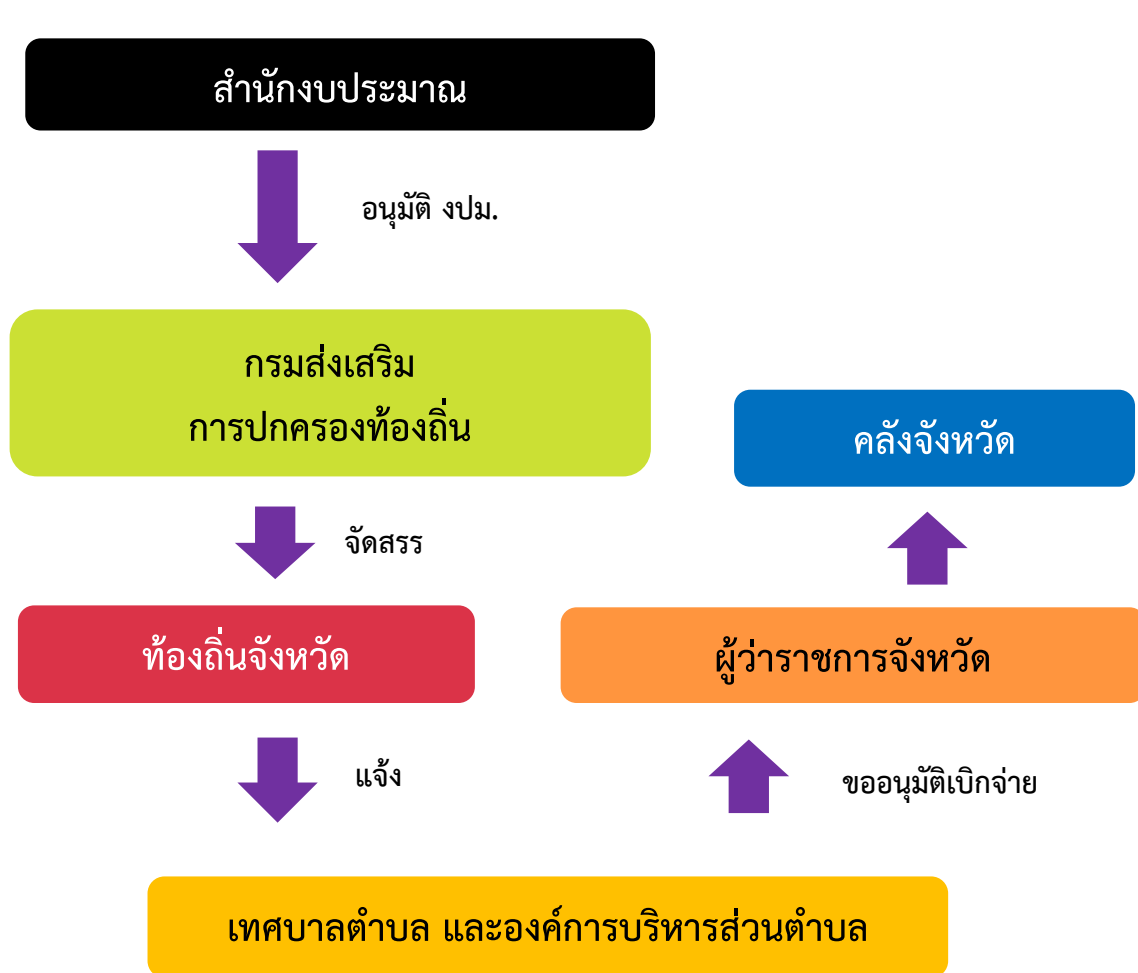 สำนักงบประมาณ
อนุมัติ งปม.
กรมส่งเสริม
การปกครองท้องถิ่น
คลังจังหวัด
จัดสรร
ท้องถิ่นจังหวัด
ผู้ว่าราชการจังหวัด
แจ้ง
ขออนุมัติเบิกจ่าย
เทศบาลตำบล และองค์การบริหารส่วนตำบล